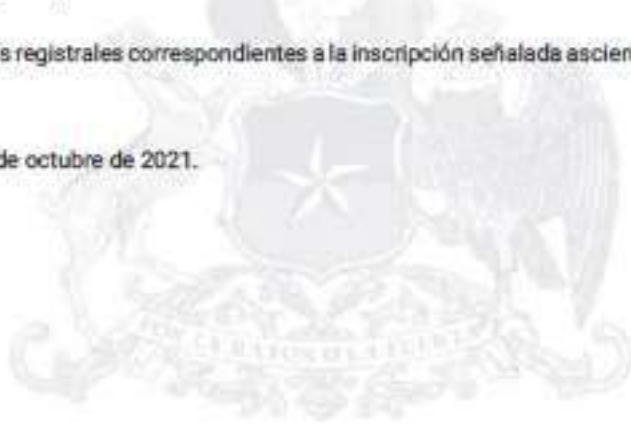 s registrales correspondientes a la inscripción señalada ascien
de octubre de 2021.